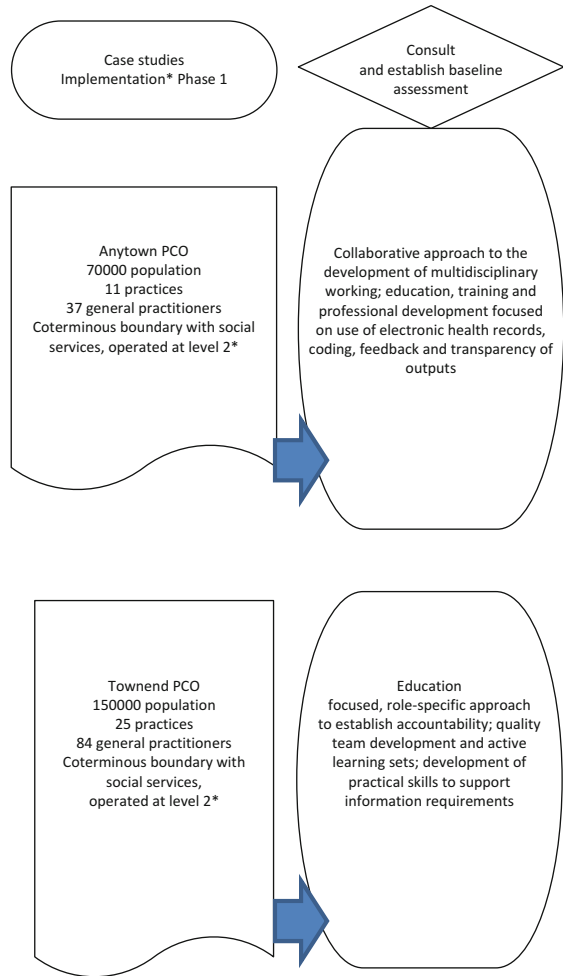 Case studies
Implementation* Phase 1
Consult
and establish baseline
assessment
Anytown PCO
70000 population
11 practices
37 general practitioners
Coterminous boundary with social
services, operated at level 2*
Collaborative approach to the
development of multidisciplinary
working; education, training and
professional development focused
on use of electronic health records,
coding, feedback and transparency of
outputs
Townend PCO
150000 population
25 practices
84 general practitioners
Coterminous boundary with
social services,
operated at level 2*
Education
focused, role-specific approach
to establish accountability; quality
team development and active
learning sets; development of
practical skills to support
information requirements